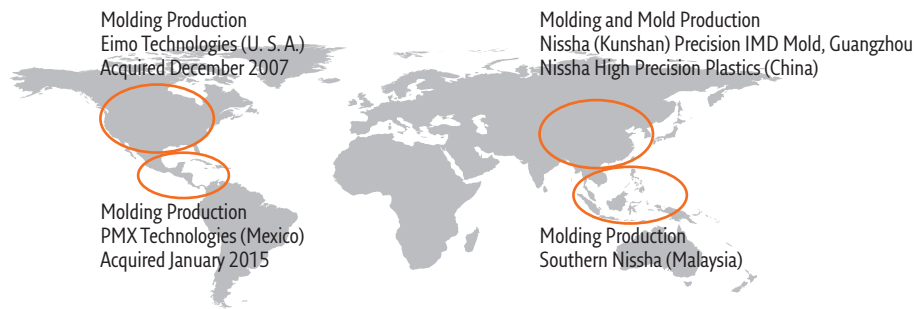 Molding Production
Eimo Technologies (U. S. A.)
Acquired December 2007
Molding and Mold Production
Nissha (Kunshan) Precision IMD Mold, Guangzhou
Nissha High Precision Plastics (China)
Molding Production
PMX Technologies (Mexico)
Acquired January 2015
Molding Production
Southern Nissha (Malaysia)